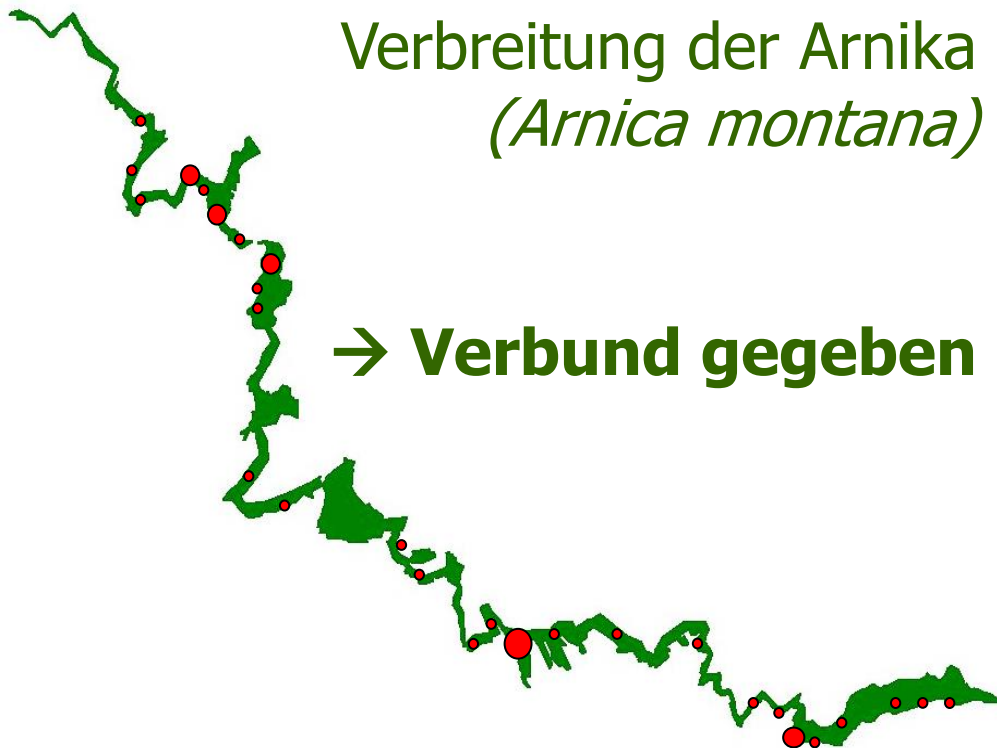 Verbreitung der Arnika
(Arnica montana)
→ Verbund gegeben